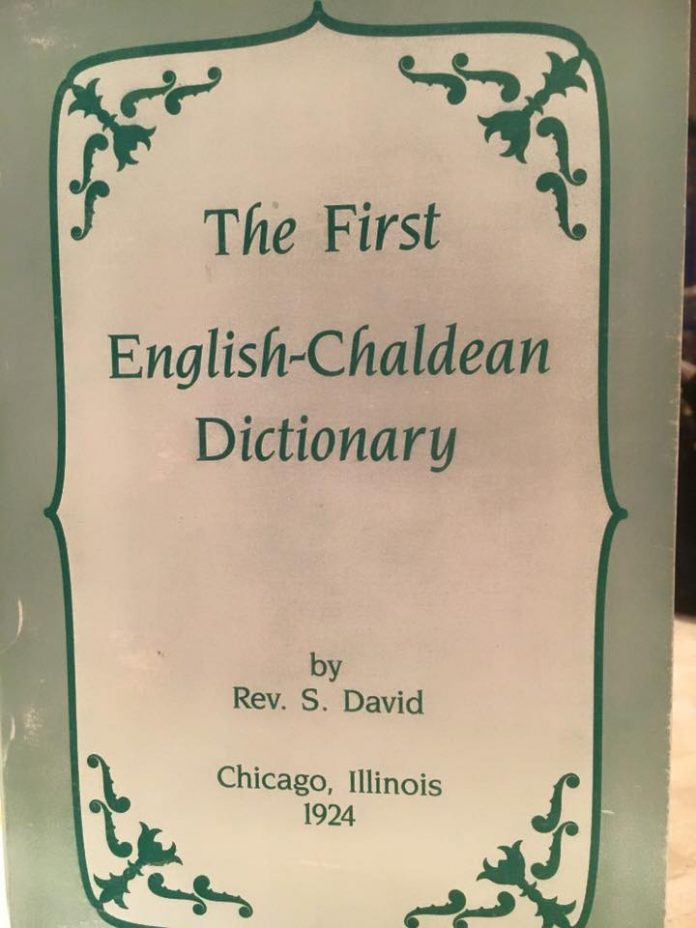 The First
English-Chaldean
Dictionary
by
Rev. S. David
Chicago, Illinois
1924